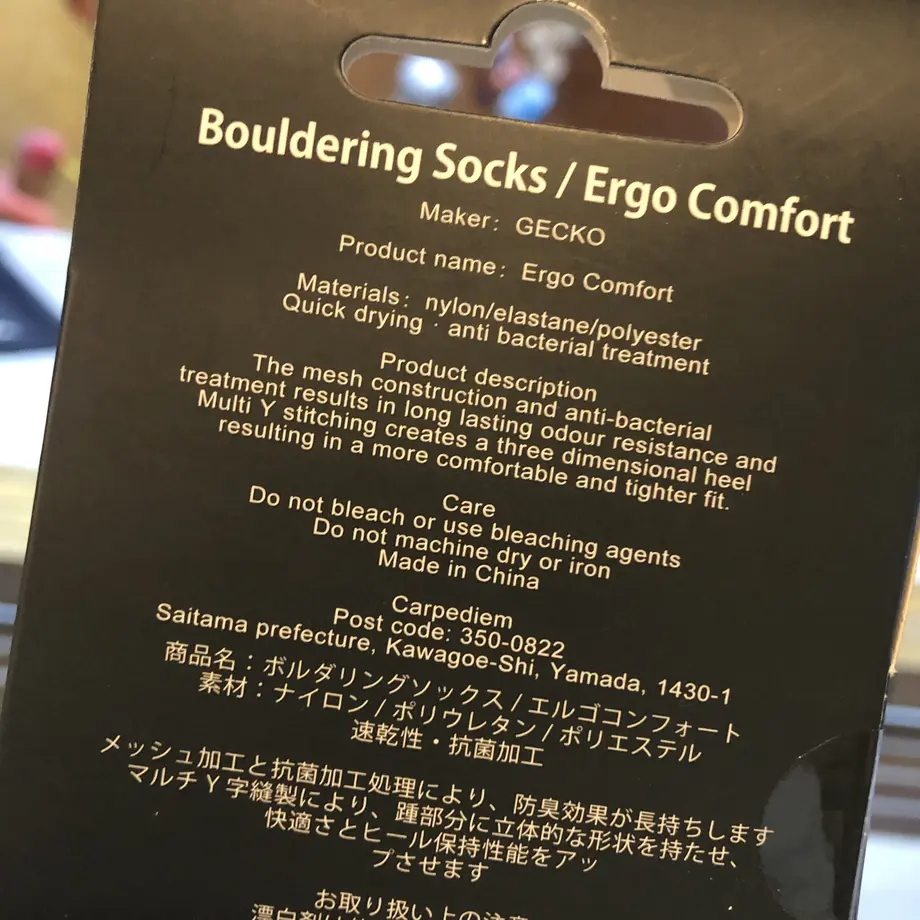 Bouldering Socks / Ergo Comfort
Maker: GECKO
Product name: Ergo Comfort
Materials: nylon/elastane/polyester
Quick drying · anti bacterial treatment
Product description
The mesh construction and anti-bacterial
treatment results in long lasting odour resistance and
Multi Y stitching creates a three dimensional heel
resulting in a more comfortable and tighter fit.
Care
Do not bleach or use bleaching agents
Do not machine dry or iron
Made in China
Carpediem
Post code: 350-0822
Saitama prefecture, Kawagoe-Shi, Yamada, 1430-1
商品名：ボルダリングソックス / エルゴコンフォート
素材：ナイロン / ポリウレタン / ポリエステル
速乾性・抗菌加工
メッシュ加工と抗菌加工処理により、防臭効果が長持ちします
マルチＹ字縫製により、踵部分に立体的な形状を持たせ、
快適さとヒール保持性能をアッ
プさせます
お取り扱い上の注意